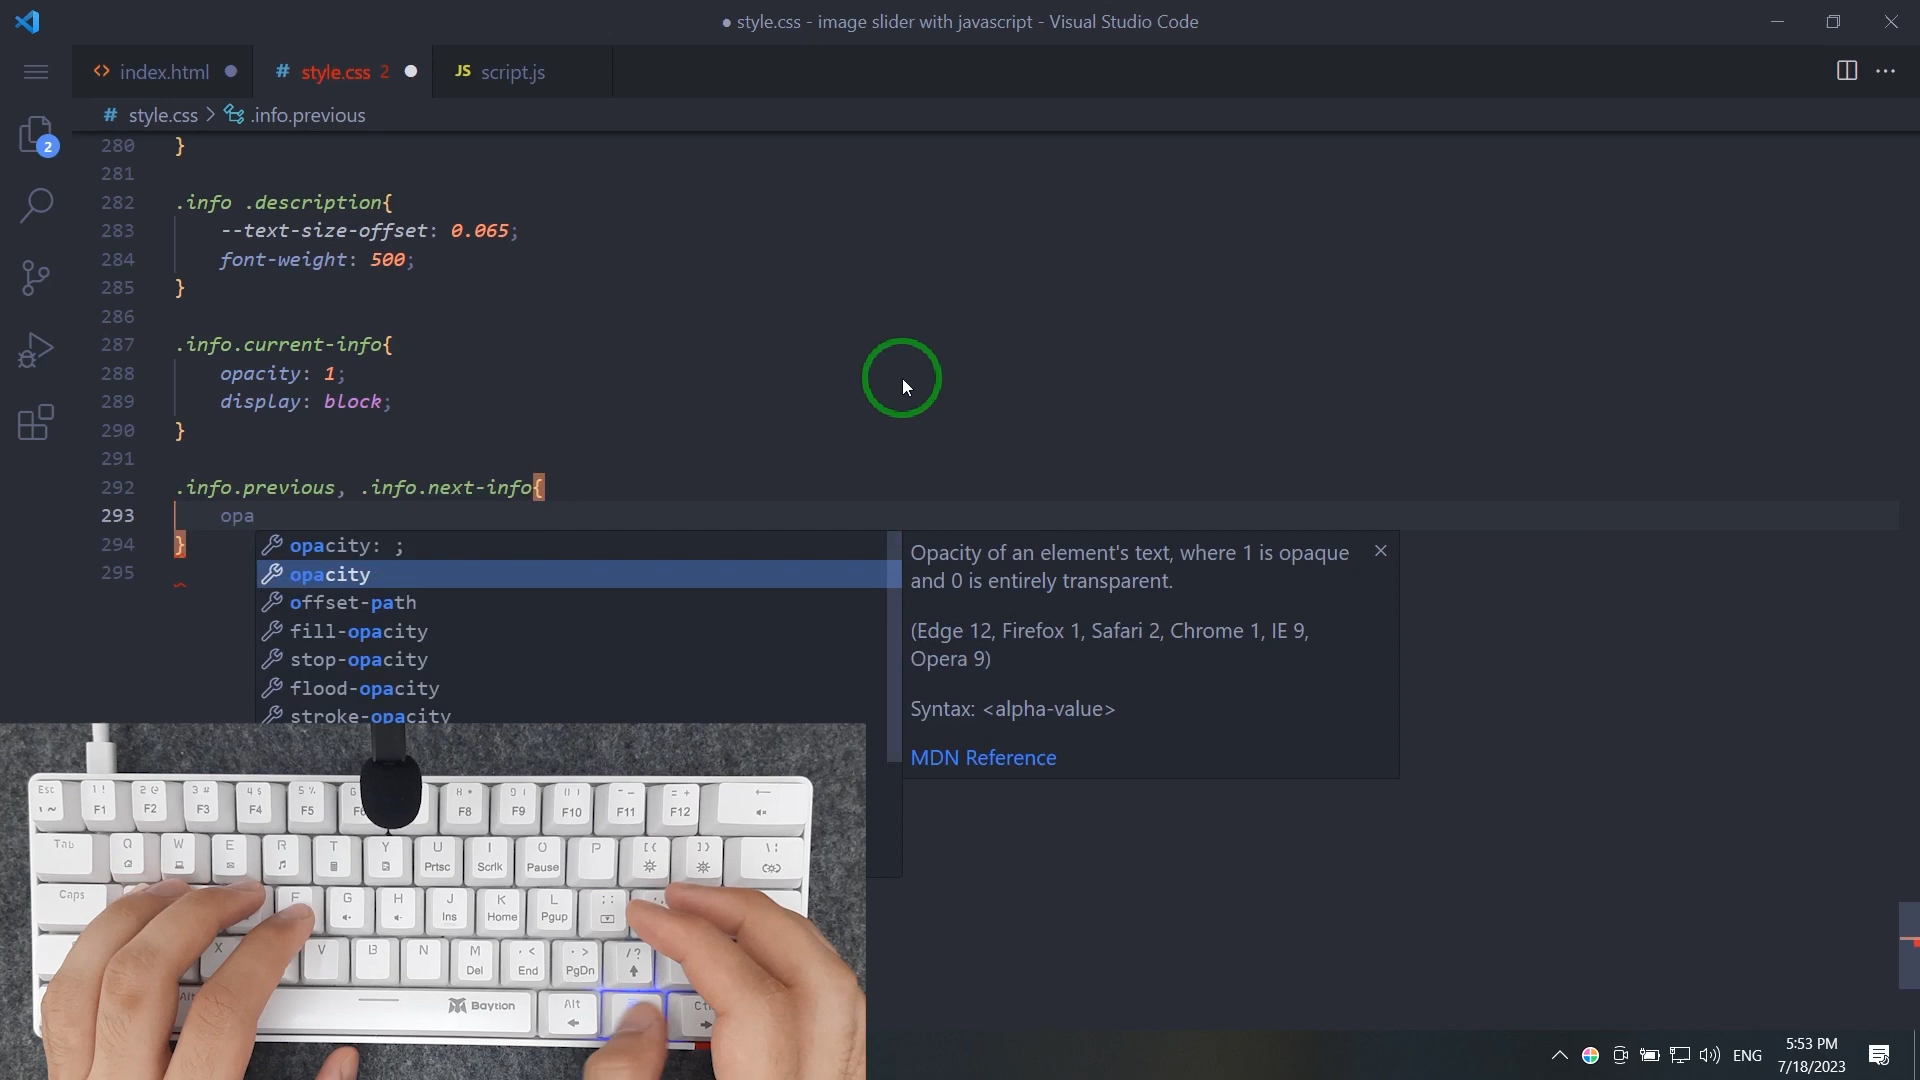 ● style.css - image slider with javascript - Visual Studio Code
index.html
# style.css 2
JS script.js
# style.css > .info.previous
2
280 }
281
282 .info .description{
283 --text-size-offset: 0.065;
284 font-weight: 500;
285 }
286
287 .info.current-info{
288 opacity: 1;
289 display: block;
290 }
291
292 .info.previous, .info.next-info{
293 opa
294 }
295
opacity: ;
opacity
offset-path
fill-opacity
stop-opacity
flood-opacity
stroke-opacity
Opacity of an element's text, where 1 is opaque
and 0 is entirely transparent.
(Edge 12, Firefox 1, Safari 2, Chrome 1, IE 9,
Opera 9)
Syntax: <alpha-value>
MDN Reference
Esc 1! 2@ 3# 4$ 5%
F1 F2 F3 F4 F5 F8 F9 F10 F11 F12
Tab Q W E R T Y U I O P
Prtsc Scrlk Pause
Caps F G H J K L
Ins Home Pgup
X V B N M
Del End PgDn
Baytion Alt
ENG
5:53 PM
7/18/2023